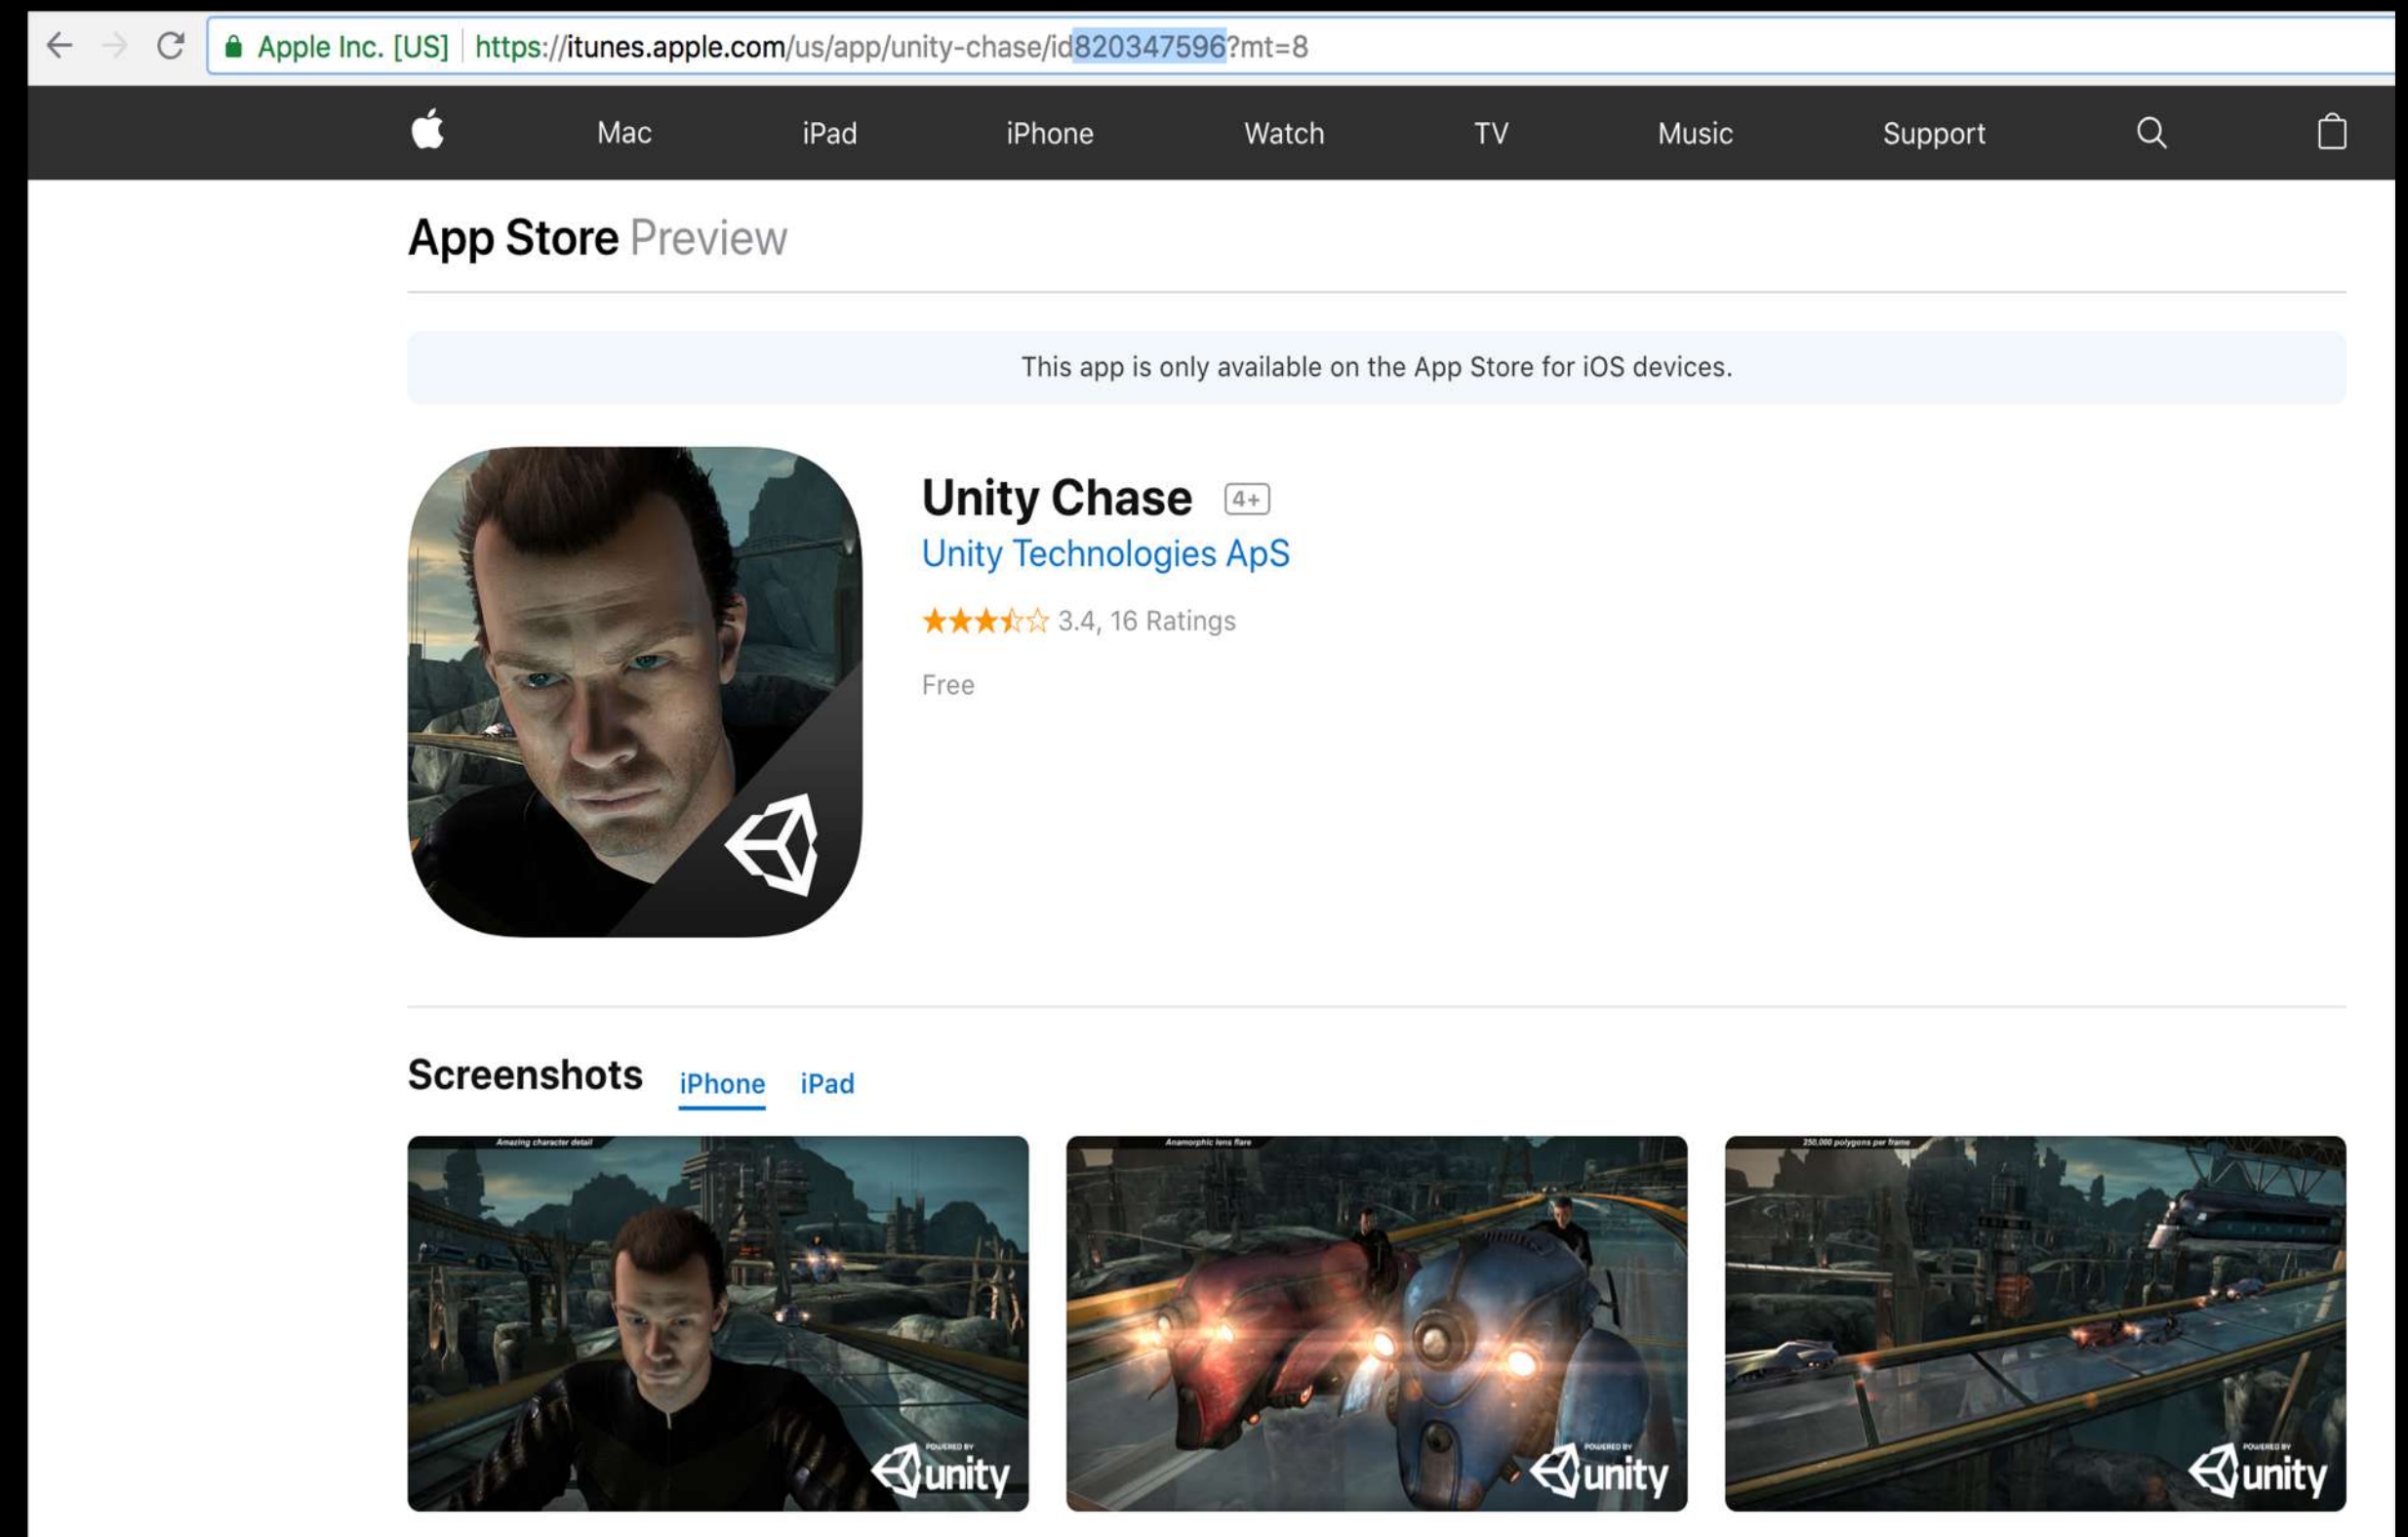 Apple Inc. [US] https://itunes.apple.com/us/app/unity-chase/id820347596?mt=8
Mac iPad iPhone Watch TV Music Support
App Store Preview
This app is only available on the App Store for iOS devices.
Unity Chase 4+
Unity Technologies ApS
3.4, 16 Ratings
Free
Screenshots iPhone iPad
Amazing character detail
POWERED BY
unity
Anamorphic lens flare
POWERED BY
unity
250,000 polygons per frame
POWERED BY
unity